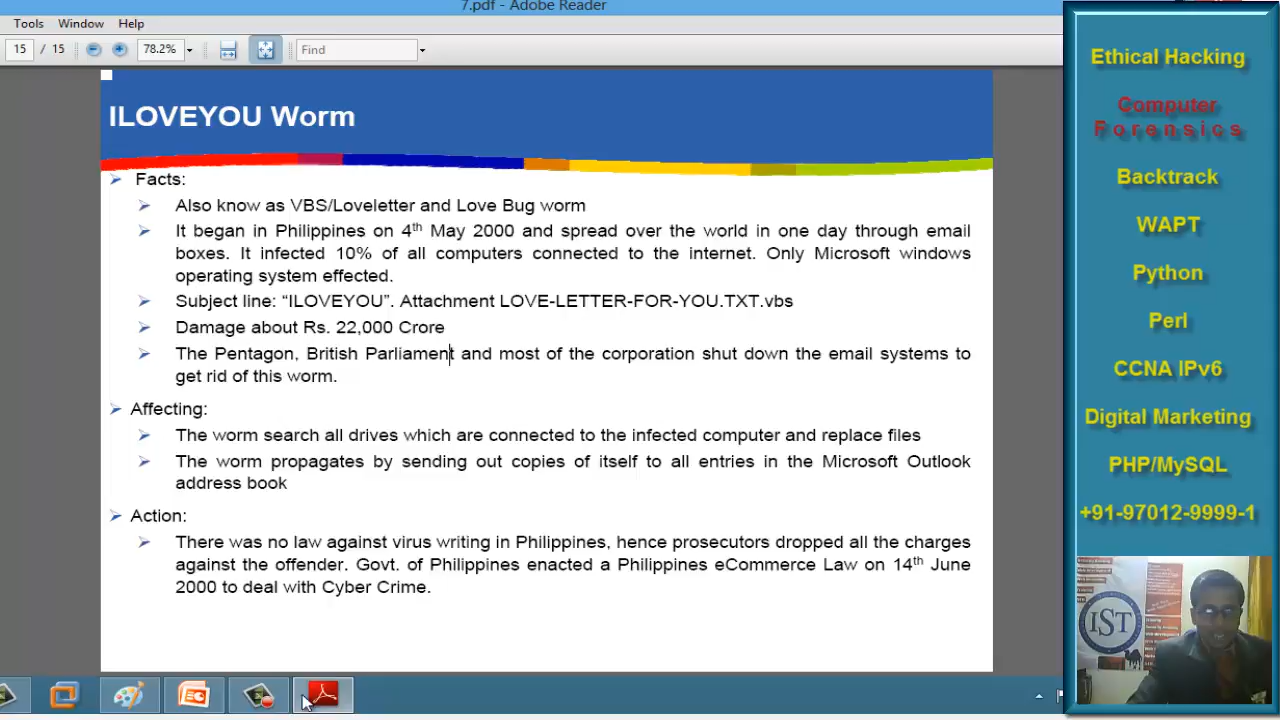 7.pdf - Adobe Reader
Tools Window Help
15 / 15 78.2% Find
ILOVEYOU Worm
Facts:
Also know as VBS/Loveletter and Love Bug worm
It began in Philippines on 4th May 2000 and spread over the world in one day through email
boxes. It infected 10% of all computers connected to the internet. Only Microsoft windows
operating system effected.
Subject line: “ILOVEYOU”. Attachment LOVE-LETTER-FOR-YOU.TXT.vbs
Damage about Rs. 22,000 Crore
The Pentagon, British Parliament and most of the corporation shut down the email systems to
get rid of this worm.
Affecting:
The worm search all drives which are connected to the infected computer and replace files
The worm propagates by sending out copies of itself to all entries in the Microsoft Outlook
address book
Action:
There was no law against virus writing in Philippines, hence prosecutors dropped all the charges
against the offender. Govt. of Philippines enacted a Philippines eCommerce Law on 14th June
2000 to deal with Cyber Crime.
Ethical Hacking
Computer
Forensics
Backtrack
WAPT
Python
Perl
CCNA IPv6
Digital Marketing
PHP/MySQL
+91-97012-9999-1
IST